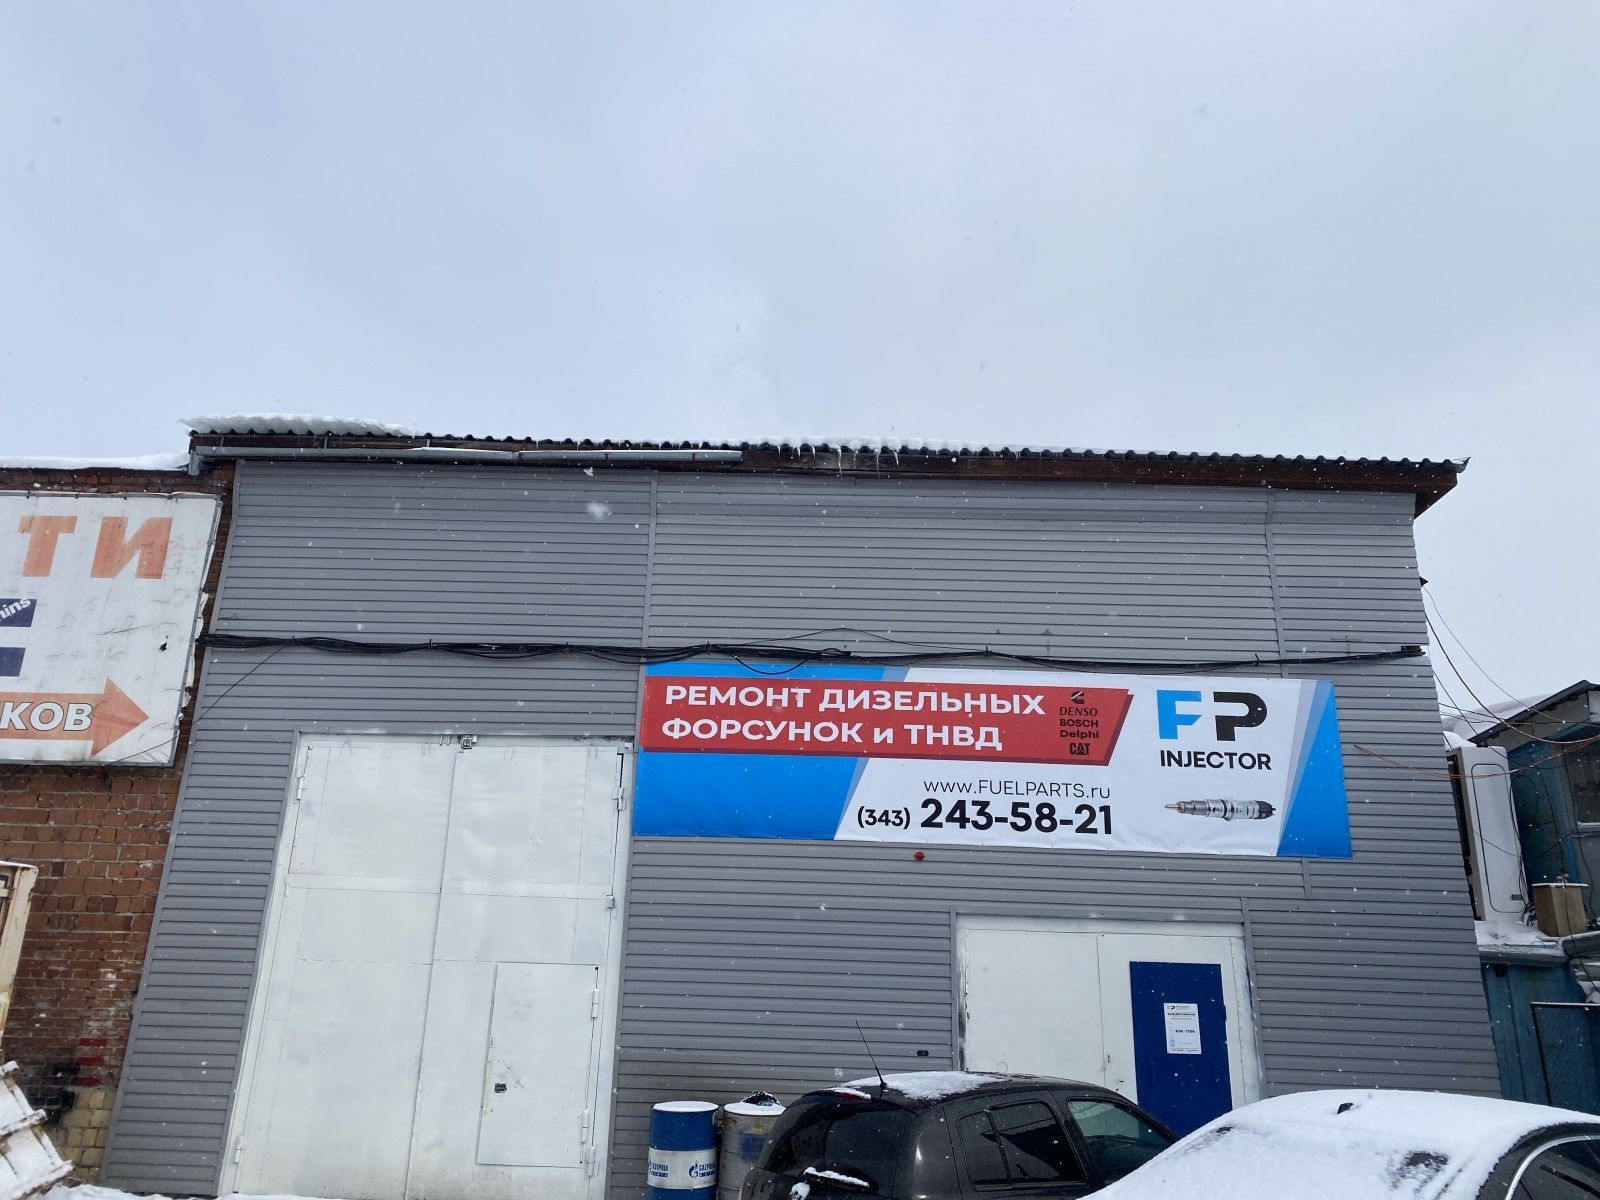 ТИ
КОВ
РЕМОНТ ДИЗЕЛЬНЫХ
ФОРСУНОК и ТНВД
DENSO
BOSCH
Delphi
CAT
FP
INJECTOR
www.FUELPARTS.ru
(343) 243-58-21
GAZPROM